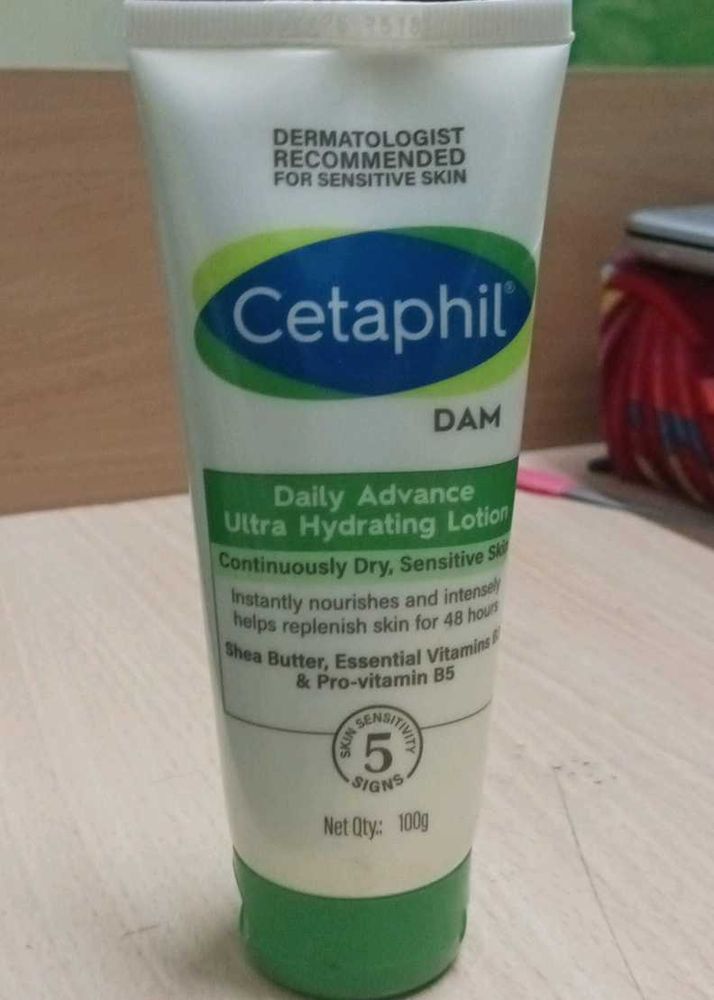 DERMATOLOGIST
RECOMMENDED
FOR SENSITIVE SKIN
Cetaphil®
DAM
Daily Advance
Ultra Hydrating Lotion
Continuously Dry, Sensitive Skin
Instantly nourishes and intensely
helps replenish skin for 48 hours
Shea Butter, Essential Vitamins
& Pro-vitamin B5
SKIN SENSITIVITY
5
SIGNS
Net Qty.: 100g